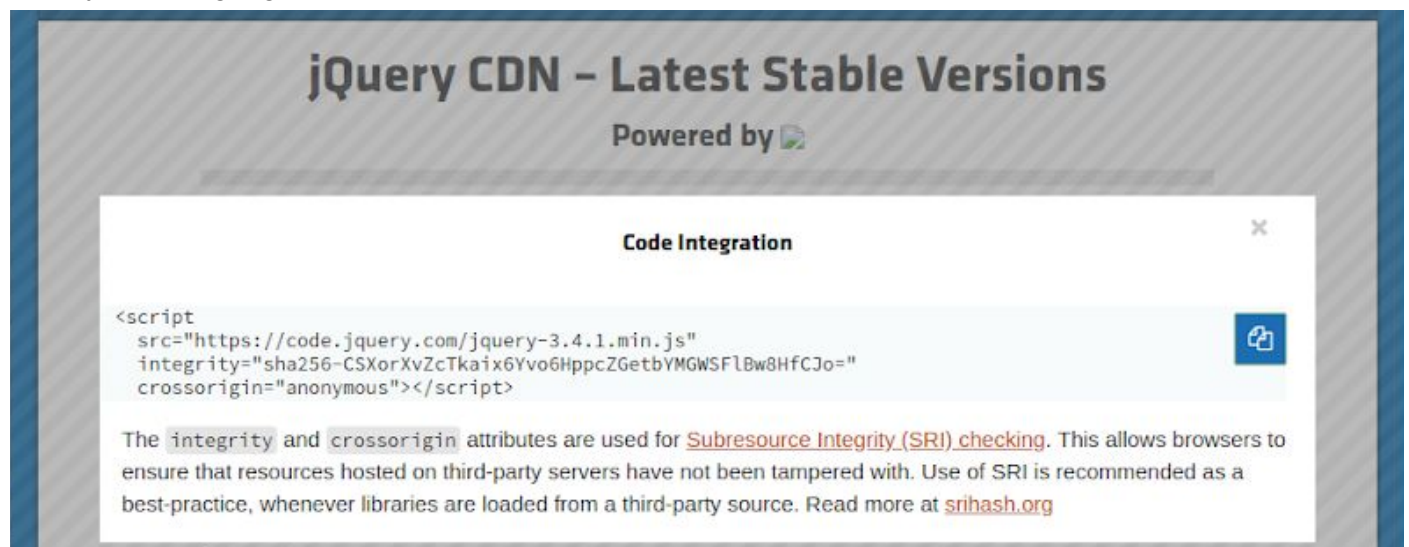 jQuery CDN – Latest Stable Versions
Powered by
Code Integration
×
<script
src="https://code.jquery.com/jquery-3.4.1.min.js"
integrity="sha256-CSXorXvZcTkaix6Yvo6HppcZGetbYMGWSFlBw8HfCJo="
crossorigin="anonymous"></script>
The integrity and crossorigin attributes are used for Subresource Integrity (SRI) checking. This allows browsers to
ensure that resources hosted on third-party servers have not been tampered with. Use of SRI is recommended as a
best-practice, whenever libraries are loaded from a third-party source. Read more at srihash.org